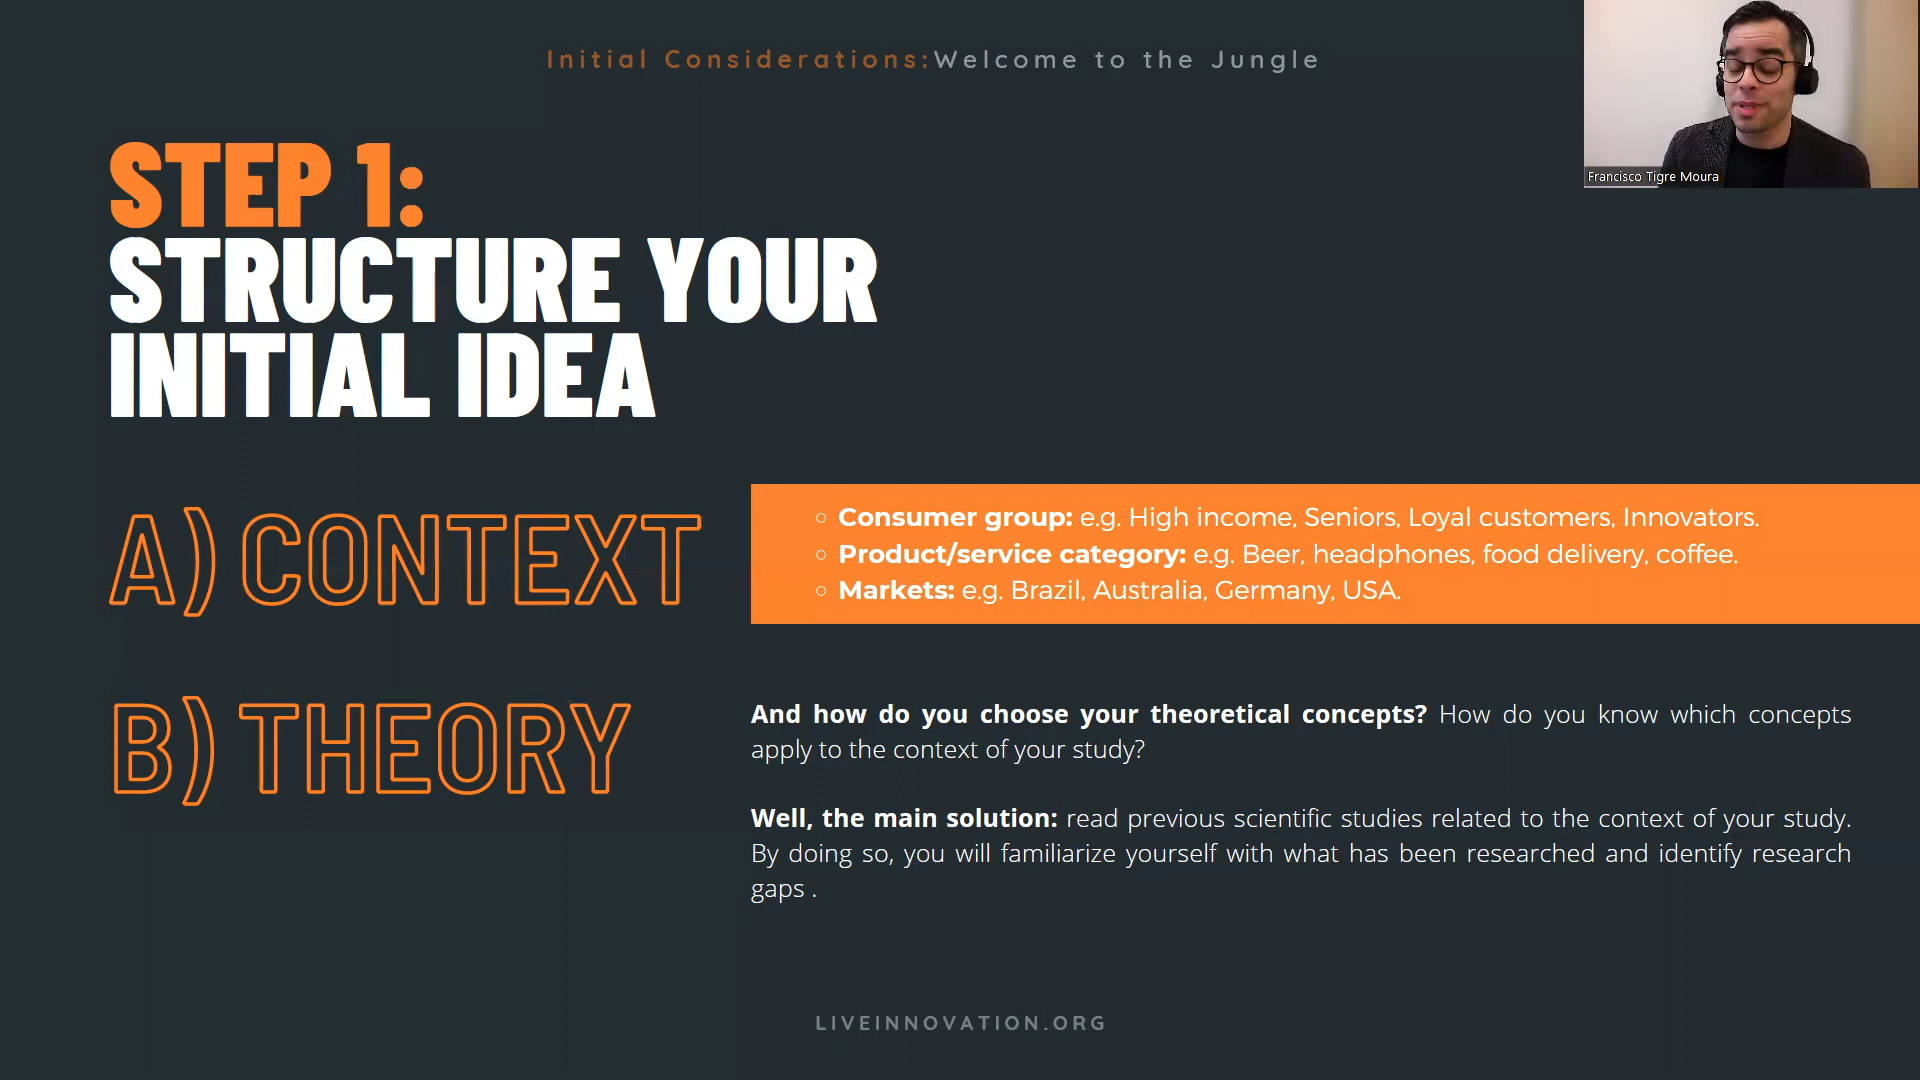 Initial Considerations:Welcome to the Jungle
Francisco Tigre Moura
STEP 1:
STRUCTURE YOUR
INITIAL IDEA
A) CONTEXT
○ Consumer group: e.g. High income, Seniors, Loyal customers, Innovators.
○ Product/service category: e.g. Beer, headphones, food delivery, coffee.
○ Markets: e.g. Brazil, Australia, Germany, USA.
B) THEORY
And how do you choose your theoretical concepts? How do you know which concepts
apply to the context of your study?
Well, the main solution: read previous scientific studies related to the context of your study.
By doing so, you will familiarize yourself with what has been researched and identify research
gaps .
LIVEINNOVATION.ORG